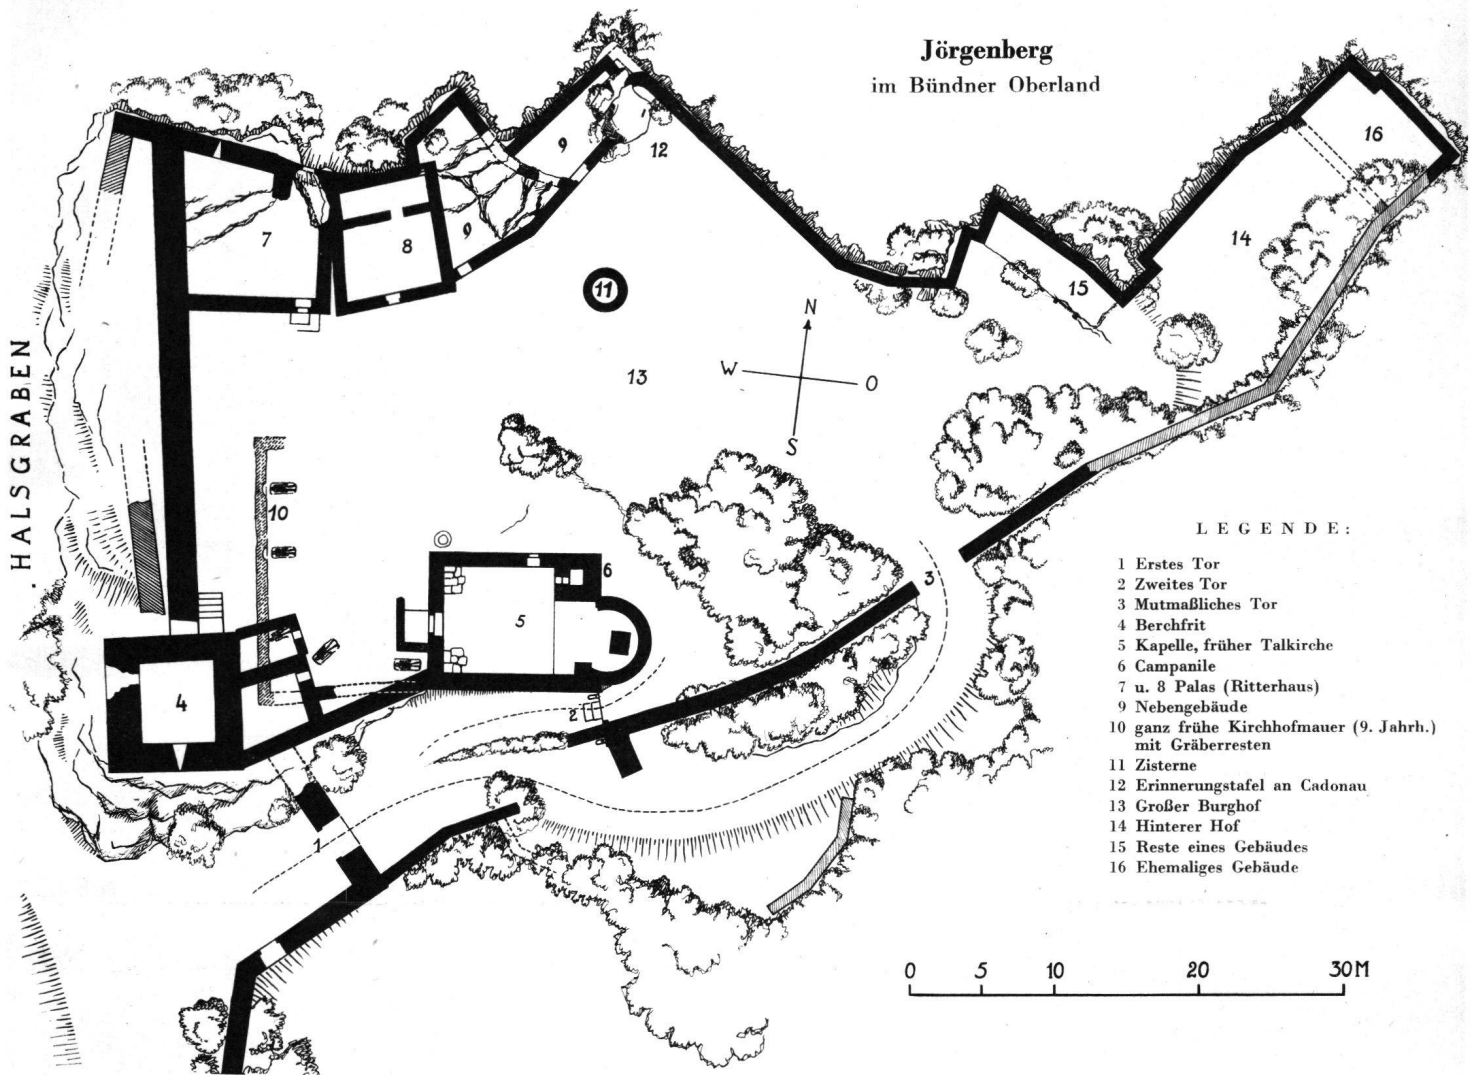 Jörgenberg
im Bündner Oberland
16
9
12
7
8
9
14
11
15
N
W O
S
13
. HALSGRABEN
10
6
5
3
4
2
1
LEGENDE:
1 Erstes Tor
2 Zweites Tor
3 Mutmaßliches Tor
4 Berchfrit
5 Kapelle, früher Talkirche
6 Campanile
7 u. 8 Palas (Ritterhaus)
9 Nebengebäude
10 ganz frühe Kirchhofmauer (9. Jahrh.)
mit Gräberresten
11 Zisterne
12 Erinnerungstafel an Cadonau
13 Großer Burghof
14 Hinterer Hof
15 Reste eines Gebäudes
16 Ehemaliges Gebäude
0 5 10 20 30M